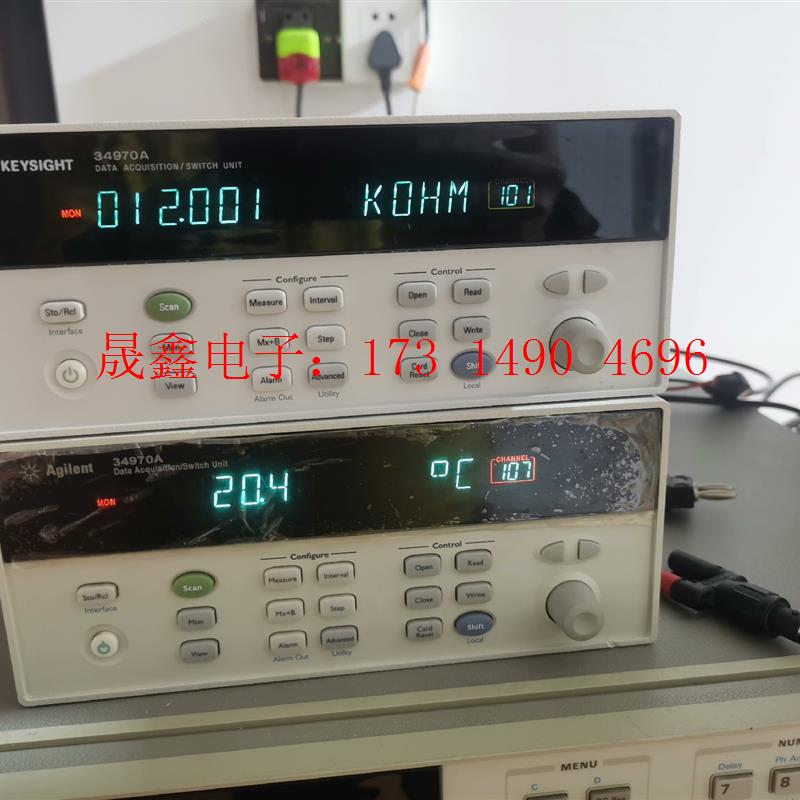 KEYSIGHT 34970A
DATA ACQUISITION/SWITCH UNIT
MON 012.001 KOHM CHANNEL 101
Configure Control
Sto/Rcl Scan Measure Interval Open Read
Interface
Mx+B Step Close Write
晟鑫电子：173 1490 4696
View Alarm Advanced Card Reset Shift
Alarm Out Utility Local
Agilent 34970A
Data Acquisition/Switch Unit
MON 20.4 °C CHANNEL 107
Configure Control
Sto/Rcl Scan Measure Interval Open Read
Interface
Mon Mx+B Step Close Write
View Alarm Advanced Card Reset Shift
Alarm Out Utility Local
MENU
C D
Delay
7 8